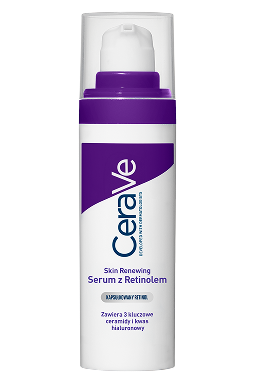 CeraVe
DEVELOPED WITH DERMATOLOGISTS
Skin Renewing
Serum z Retinolem
KAPSUŁKOWANY RETINOL
Zawiera 3 kluczowe
ceramidy i kwas
hialuronowy